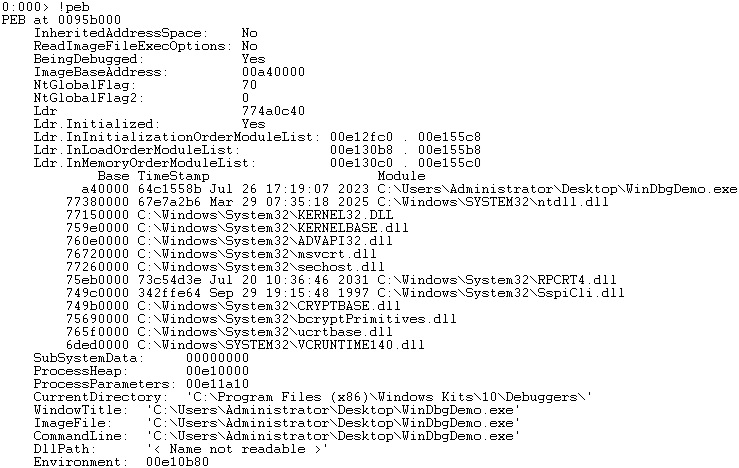 0:000> !peb
PEB at 0095b000
InheritedAddressSpace: No
ReadImageFileExecOptions: No
BeingDebugged: Yes
ImageBaseAddress: 00a40000
NtGlobalFlag: 70
NtGlobalFlag2: 0
Ldr 774a0c40
Ldr.Initialized: Yes
Ldr.InInitializationOrderModuleList: 00e12fc0 . 00e155c8
Ldr.InLoadOrderModuleList: 00e130b8 . 00e155b8
Ldr.InMemoryOrderModuleList: 00e130c0 . 00e155c0
Base TimeStamp Module
a40000 64c1558b Jul 26 17:19:07 2023 C:\Users\Administrator\Desktop\WinDbgDemo.exe
77380000 67e7a2b6 Mar 29 07:35:18 2025 C:\Windows\SYSTEM32\ntdll.dll
77150000 C:\Windows\System32\KERNEL32.DLL
759e0000 C:\Windows\System32\KERNELBASE.dll
760e0000 C:\Windows\System32\ADVAPI32.dll
76720000 C:\Windows\System32\msvcrt.dll
77260000 C:\Windows\System32\sechost.dll
75eb0000 73c54d3e Jul 20 10:36:46 2031 C:\Windows\System32\RPCRT4.dll
749c0000 342ffe64 Sep 29 19:15:48 1997 C:\Windows\System32\SspiCli.dll
749b0000 C:\Windows\System32\CRYPTBASE.dll
75690000 C:\Windows\System32\bcryptPrimitives.dll
765f0000 C:\Windows\System32\ucrtbase.dll
6ded0000 C:\Windows\SYSTEM32\VCRUNTIME140.dll
SubSystemData: 00000000
ProcessHeap: 00e10000
ProcessParameters: 00e11a10
CurrentDirectory: 'C:\Program Files (x86)\Windows Kits\10\Debuggers\'
WindowTitle: 'C:\Users\Administrator\Desktop\WinDbgDemo.exe'
ImageFile: 'C:\Users\Administrator\Desktop\WinDbgDemo.exe'
CommandLine: 'C:\Users\Administrator\Desktop\WinDbgDemo.exe'
DllPath: '< Name not readable >'
Environment: 00e10b80